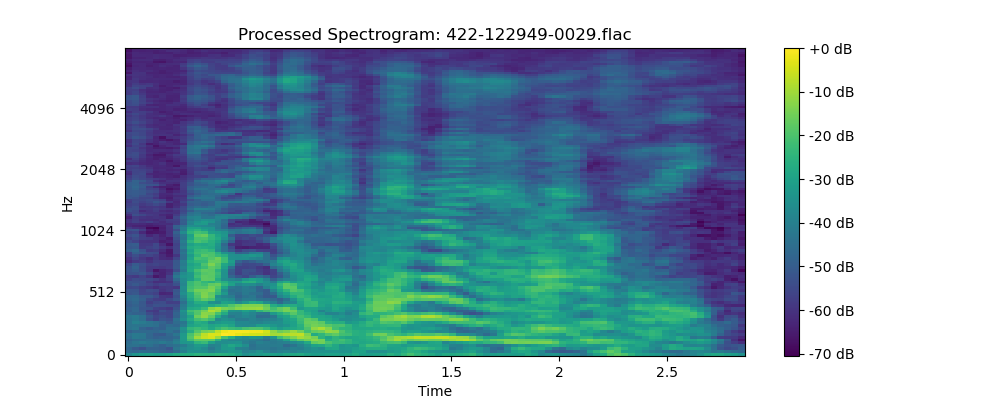 Processed Spectrogram: 422-122949-0029.flac
+0 dB
4096
-10 dB
-20 dB
2048
-30 dB
Hz
1024
-40 dB
-50 dB
512
-60 dB
0
-70 dB
0
0.5
1
1.5
2
2.5
Time